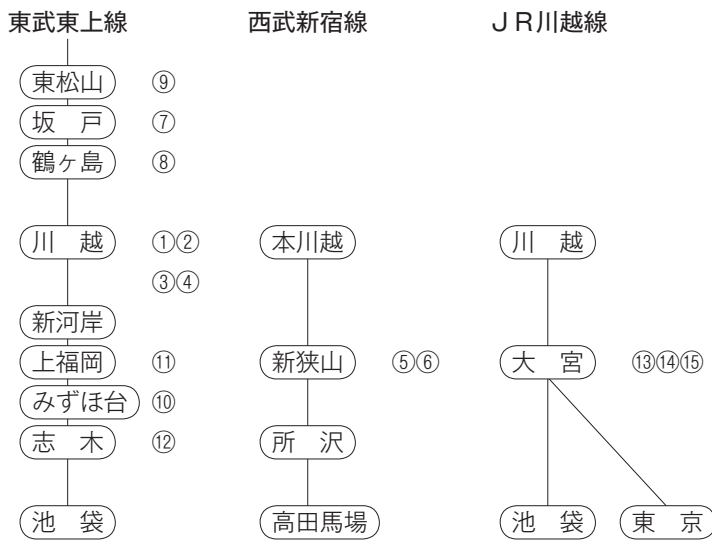 東武東上線 西武新宿線 ＪＲ川越線
東松山 ⑨
坂　戸 ⑦
鶴ヶ島 ⑧
川　越 ①② 本川越 川　越
③④
新河岸
上福岡 ⑪ 新狭山 ⑤⑥ 大　宮 ⑬⑭⑮
みずほ台 ⑩
志　木 ⑫ 所　沢
池　袋 高田馬場 池　袋 東　京